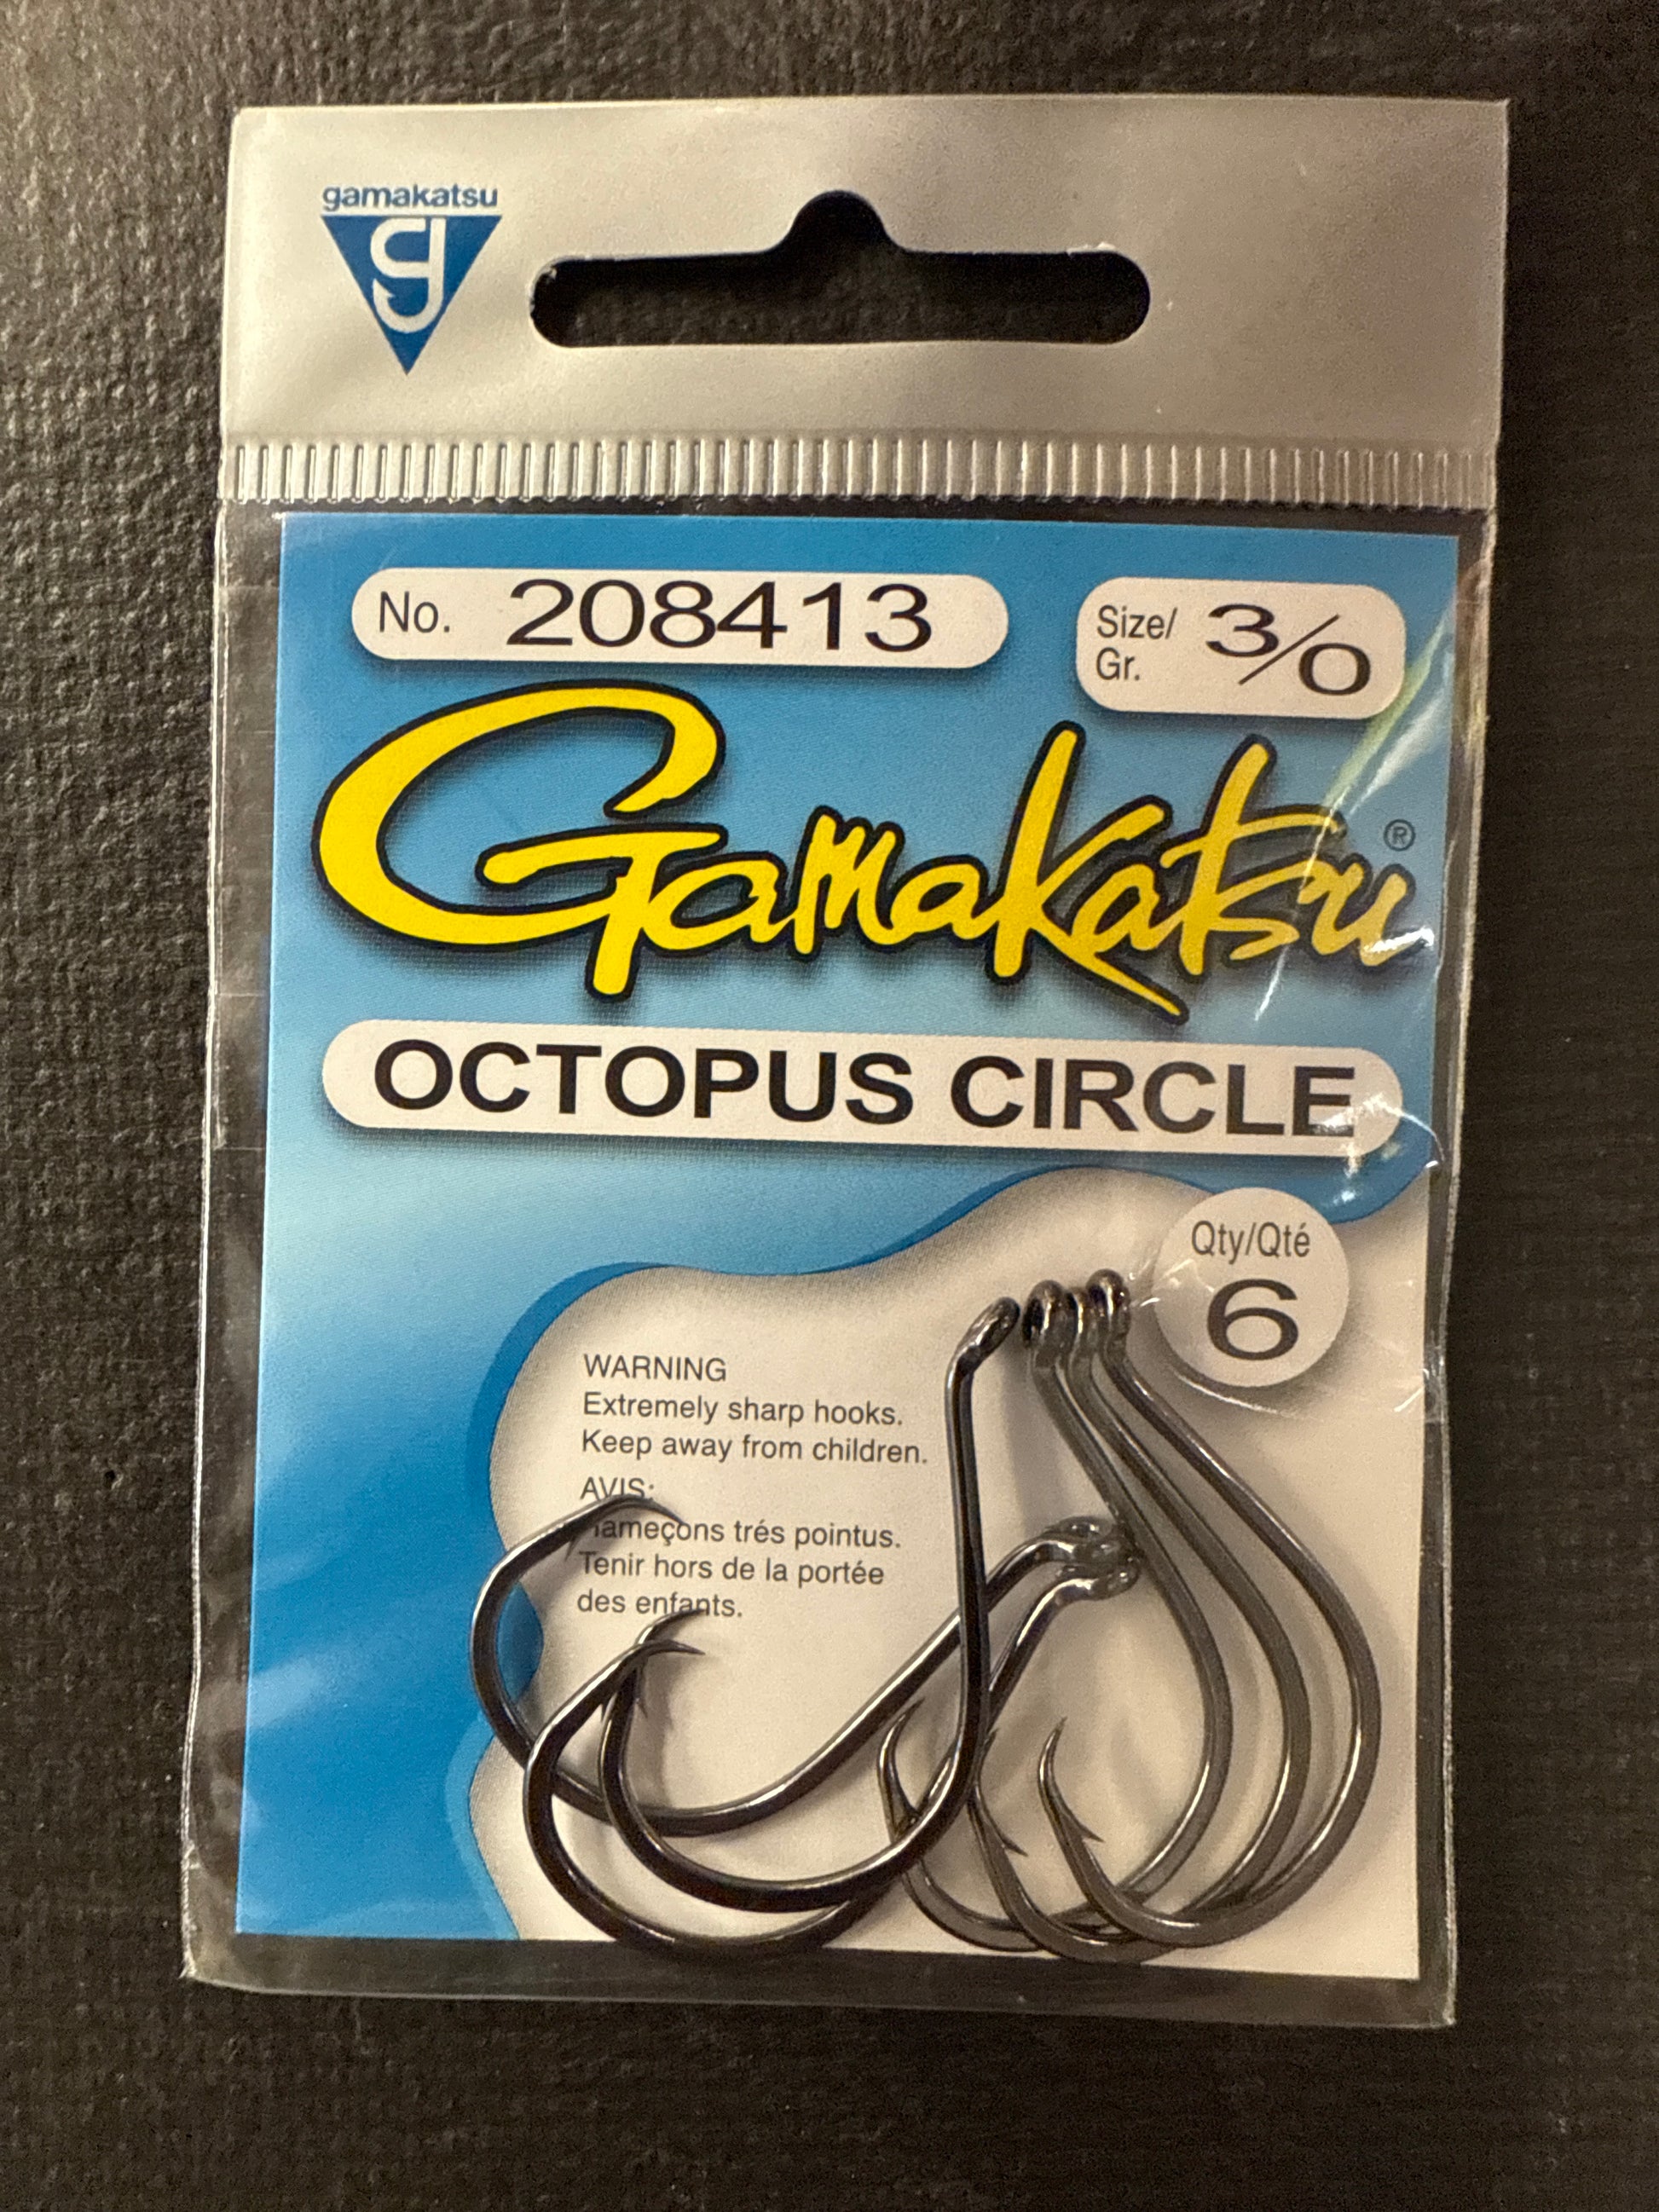 gamakatsu
No. 208413
Size/
Gr. 3/0
Gamakatsu®
OCTOPUS CIRCLE
Qty/Qté
6
WARNING
Extremely sharp hooks.
Keep away from children.
AVIS:
trés pointus.
Tenir hors de la portée
des enfants.